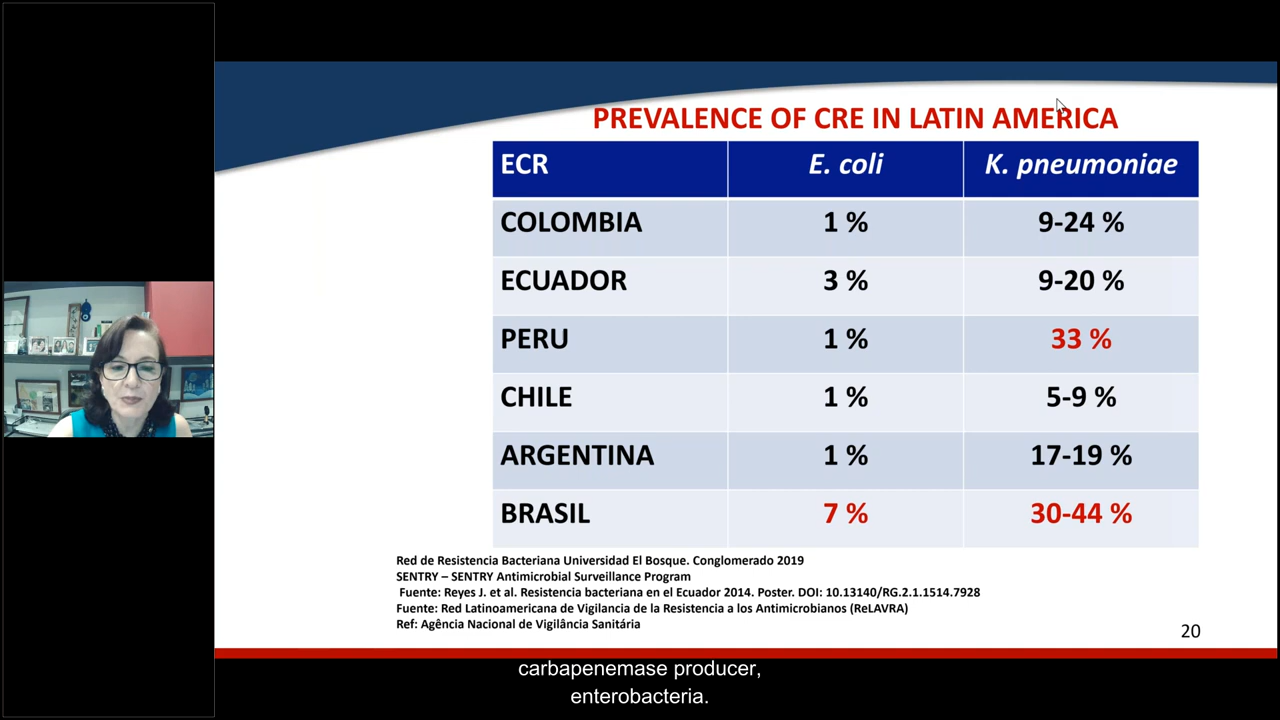 PREVALENCE OF CRE IN LATIN AMERICA
ECR E. coli K. pneumoniae
COLOMBIA 1 % 9-24 %
ECUADOR 3 % 9-20 %
PERU 1 % 33 %
CHILE 1 % 5-9 %
ARGENTINA 1 % 17-19 %
BRASIL 7 % 30-44 %
Red de Resistencia Bacteriana Universidad El Bosque. Conglomerado 2019
SENTRY – SENTRY Antimicrobial Surveillance Program
Fuente: Reyes J. et al. Resistencia bacteriana en el Ecuador 2014. Poster. DOI: 10.13140/RG.2.1.1514.7928
Fuente: Red Latinoamericana de Vigilancia de la Resistencia a los Antimicrobianos (ReLAVRA)
Ref: Agência Nacional de Vigilância Sanitária
20
carbapenemase producer,
enterobacteria.